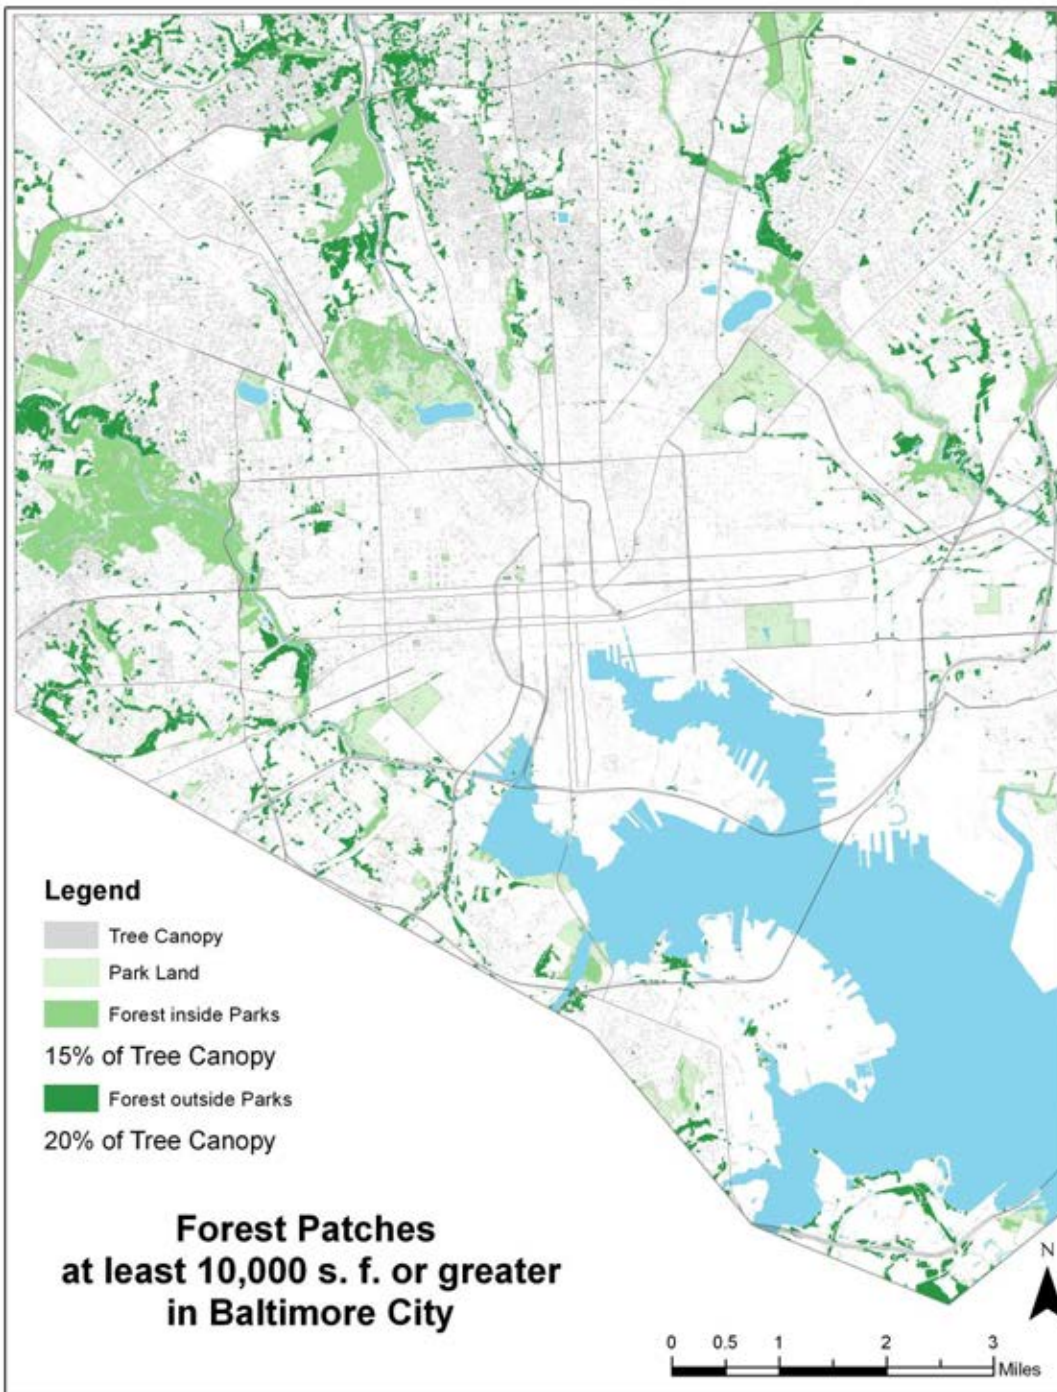 Legend
Tree Canopy
Park Land
Forest inside Parks
15% of Tree Canopy
Forest outside Parks
20% of Tree Canopy
Forest Patches
at least 10,000 s. f. or greater
in Baltimore City
N
0 0.5 1 2 3
Miles